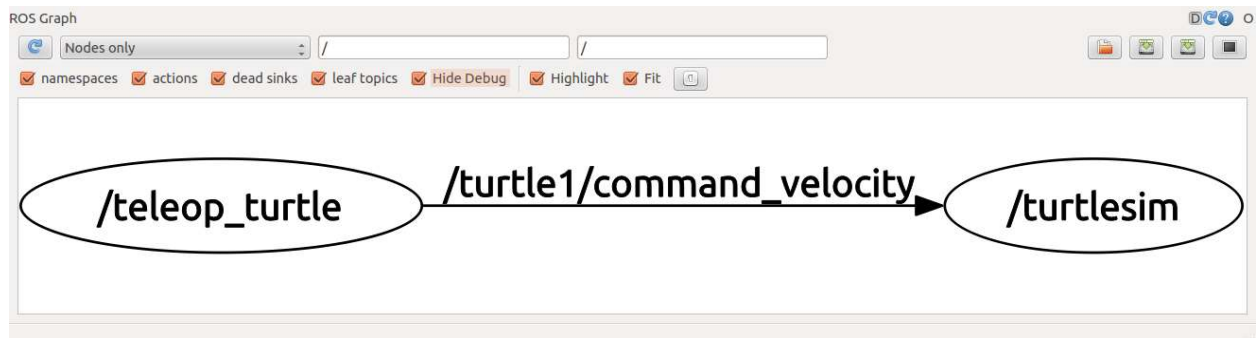 ROS Graph D ? O
Nodes only / /
namespaces actions dead sinks leaf topics Hide Debug Highlight Fit
/teleop_turtle /turtle1/command_velocity /turtlesim